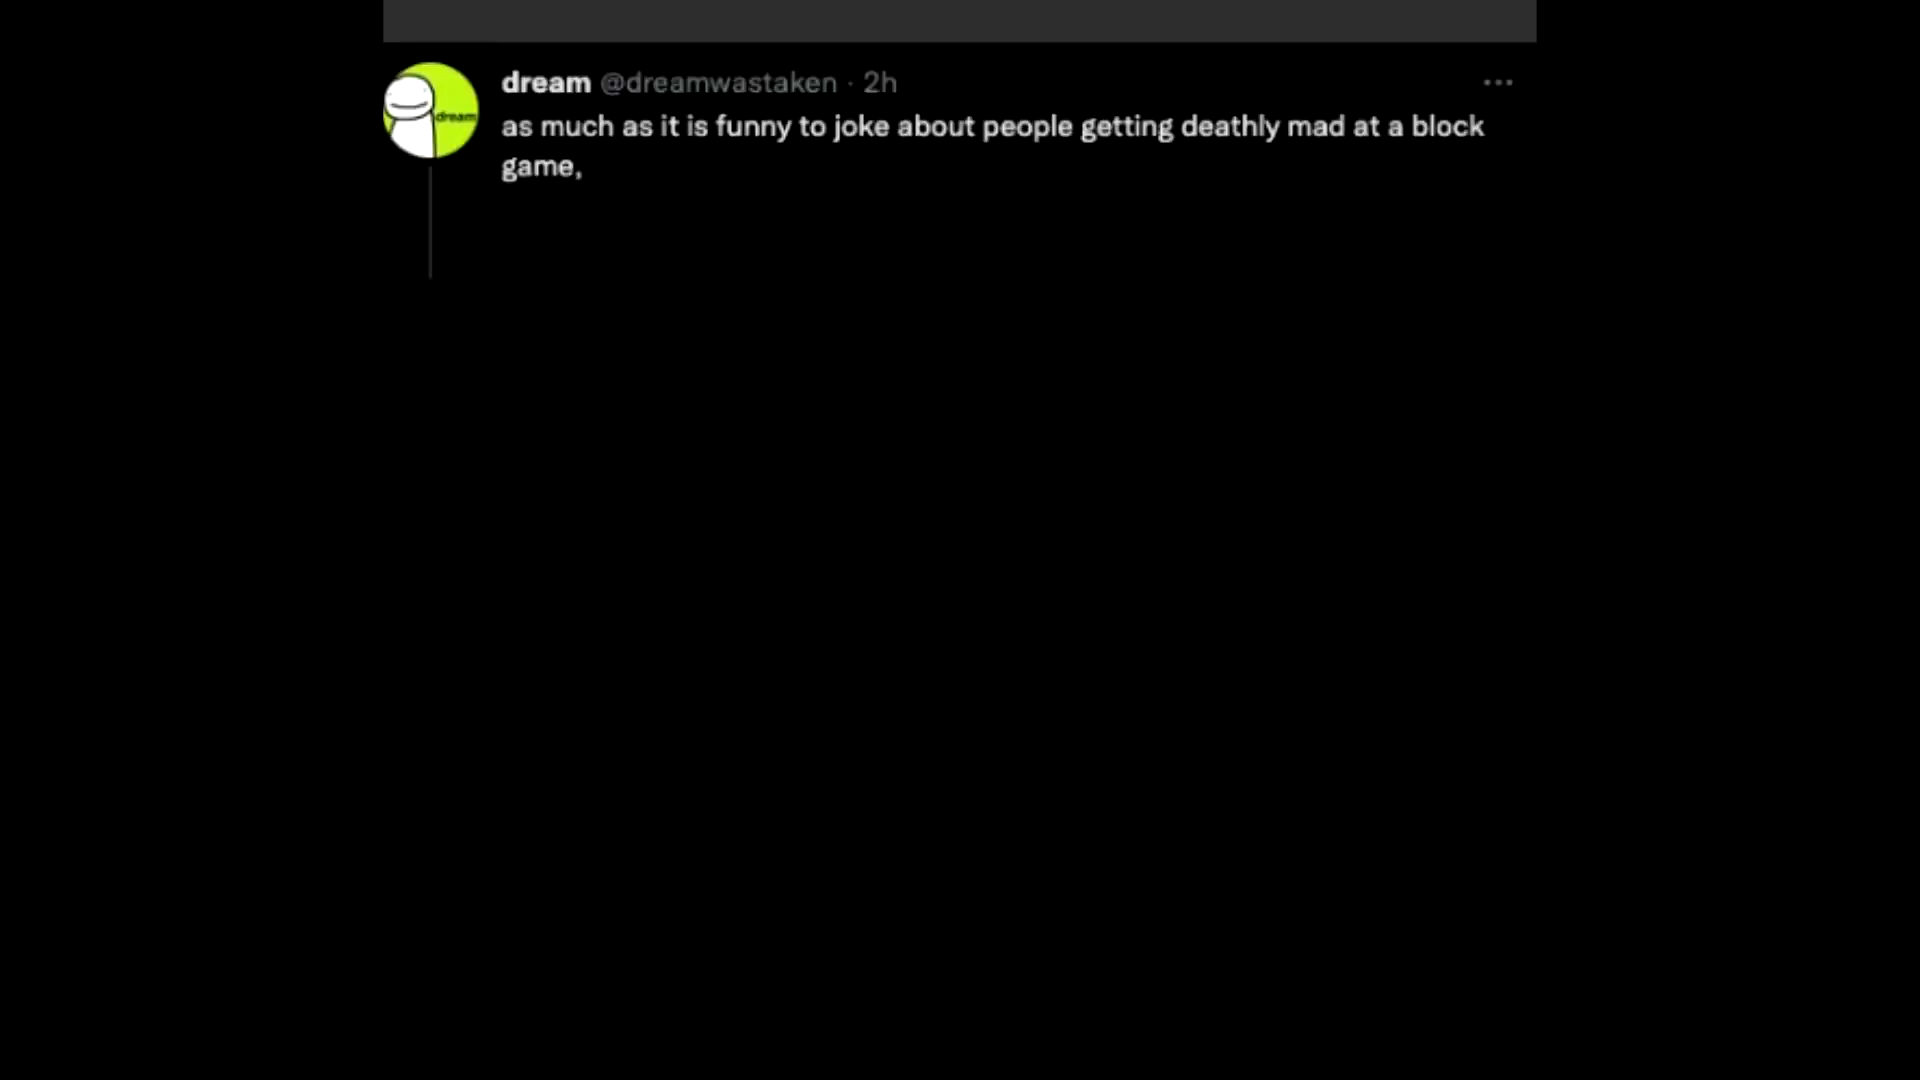 dream @dreamwastaken · 2h
as much as it is funny to joke about people getting deathly mad at a block
game,
dream